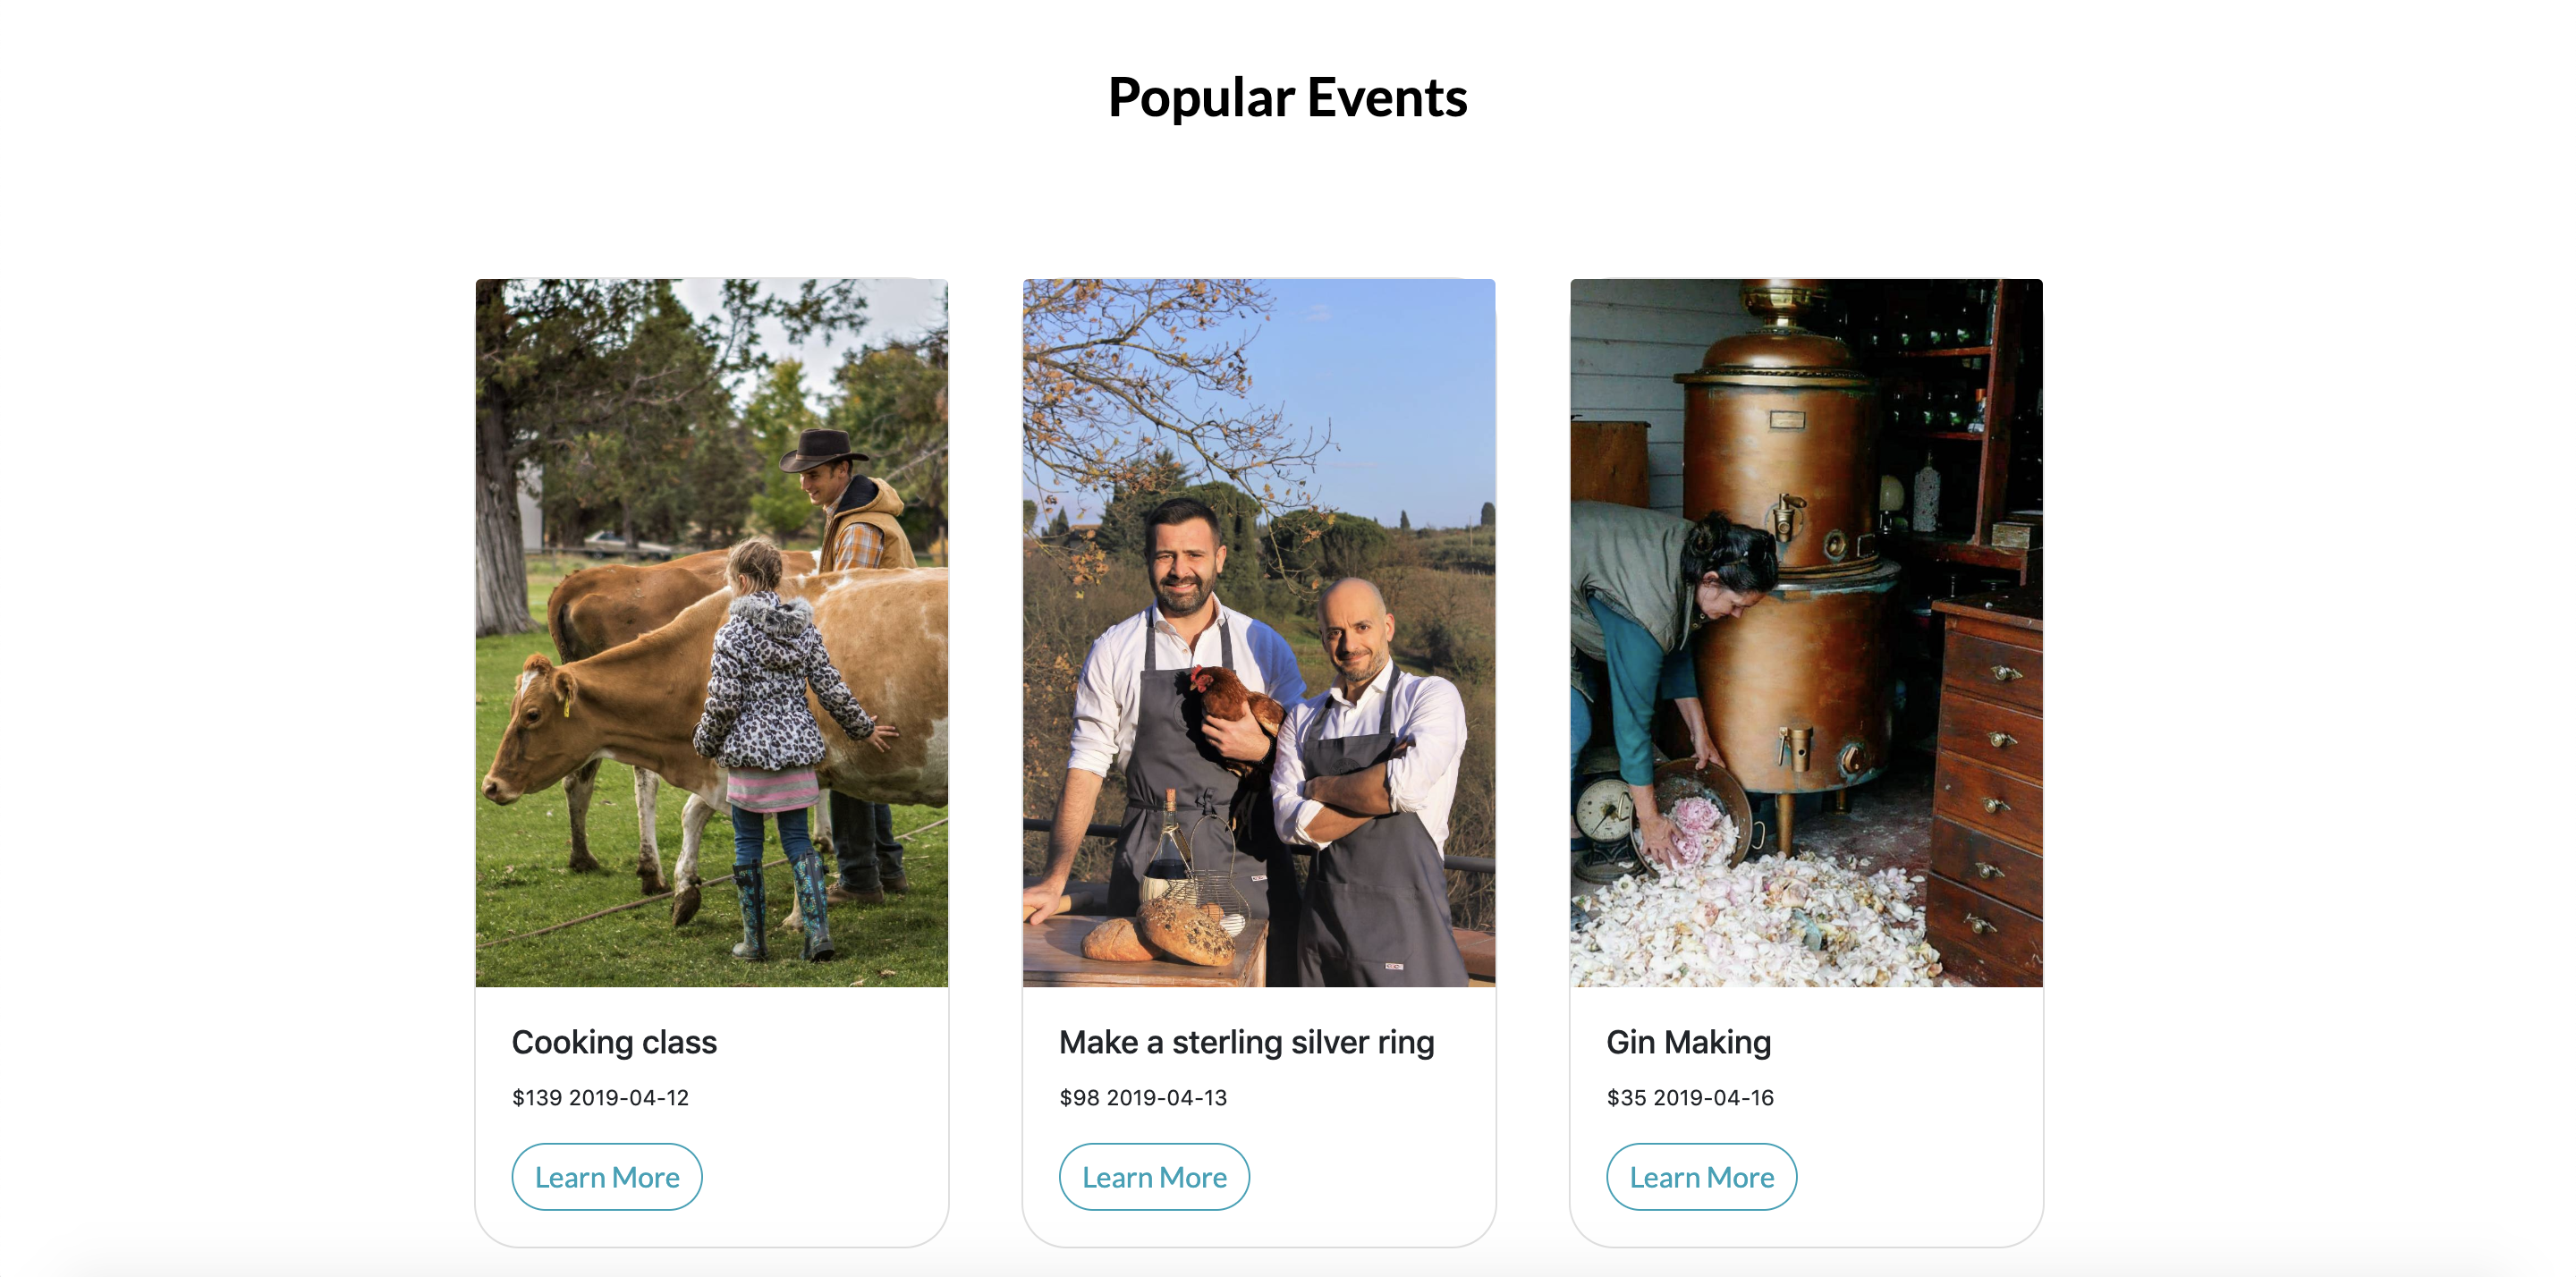 Popular Events
Cooking class
$139 2019-04-12
Learn More
Make a sterling silver ring
$98 2019-04-13
Learn More
Gin Making
$35 2019-04-16
Learn More